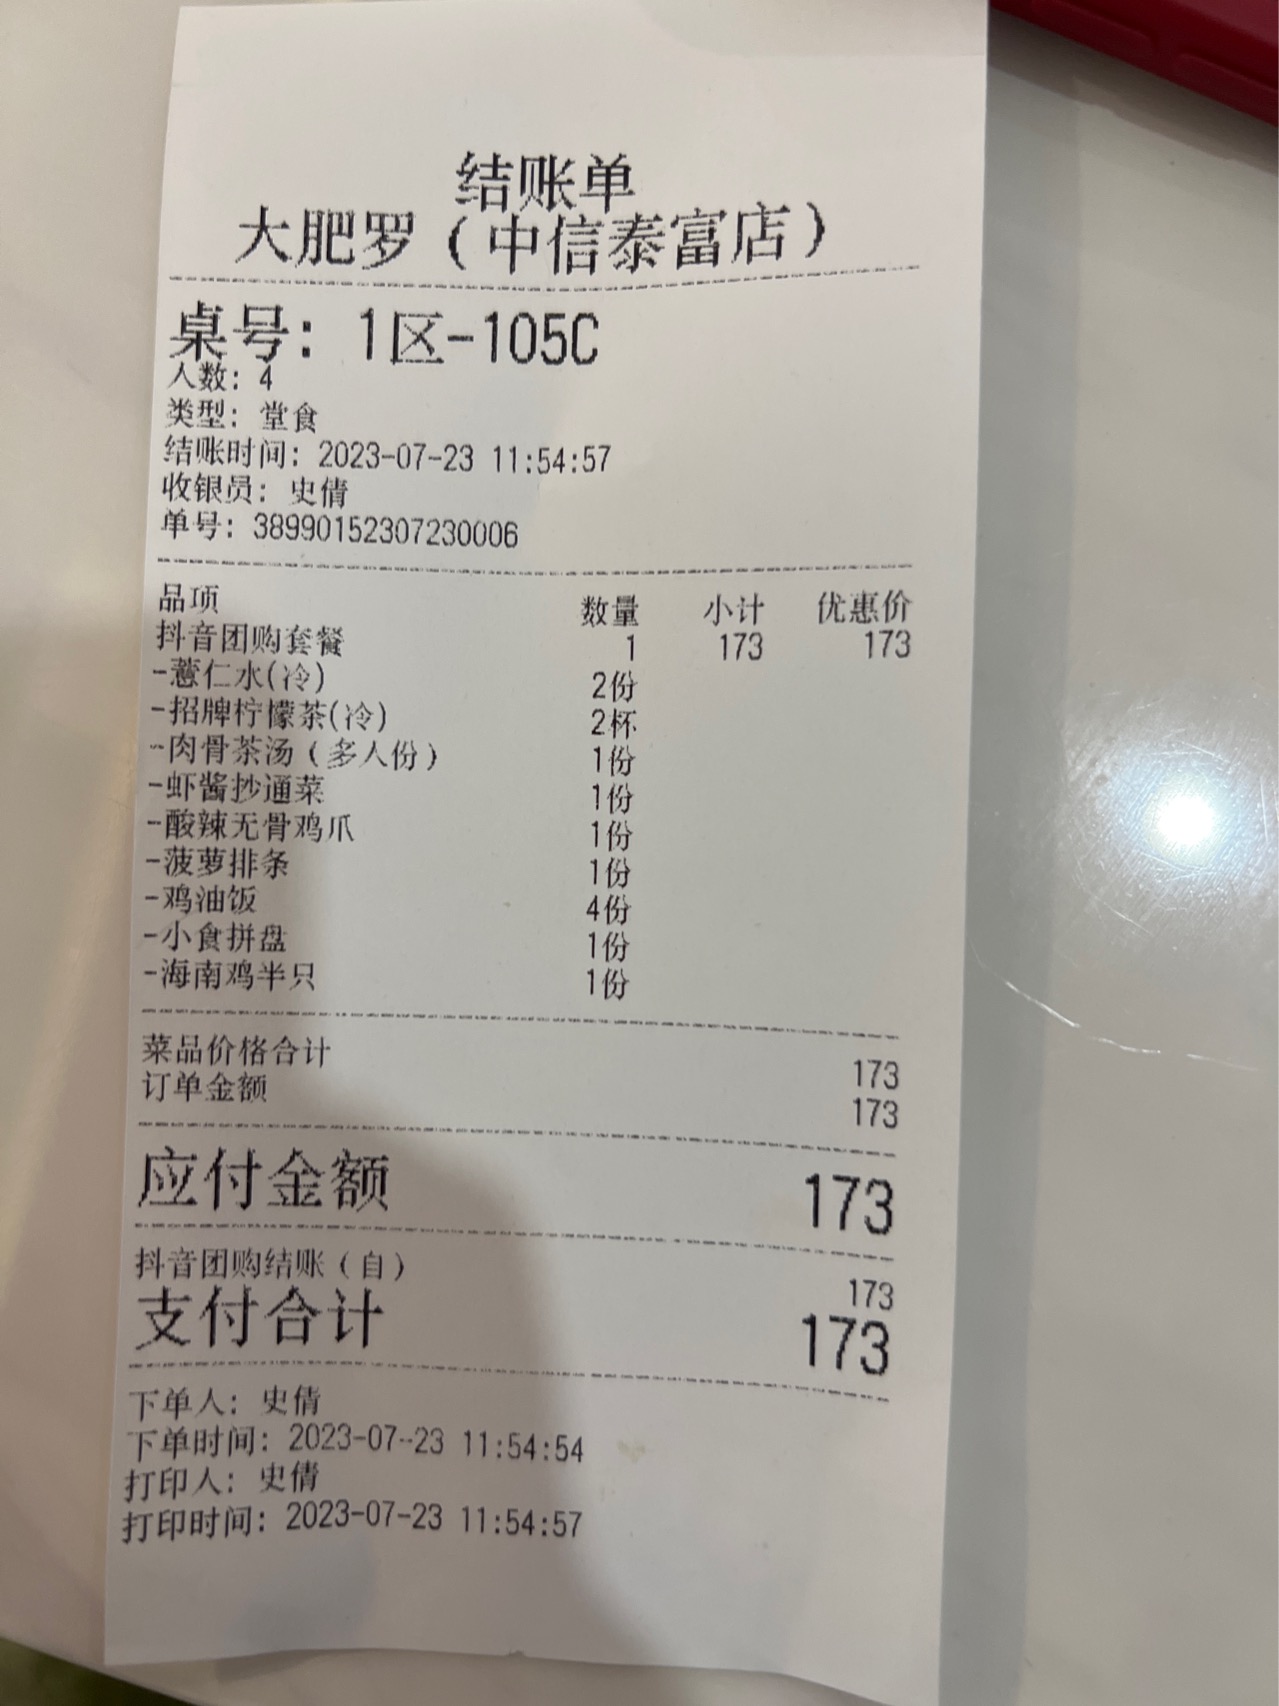 结账单
大肥罗（中信泰富店）
桌号：1区-105C
人数：4
类型：堂食
结账时间：2023-07-23 11:54:57
收银员：史倩
单号：38990152307230006
品项 数量 小计 优惠价
抖音团购套餐 1 173 173
-薏仁水(冷) 2份
-招牌柠檬茶(冷) 2杯
-肉骨茶汤（多人份） 1份
-虾酱抄通菜 1份
-酸辣无骨鸡爪 1份
-菠萝排条 1份
-鸡油饭 4份
-小食拼盘 1份
-海南鸡半只 1份
菜品价格合计 173
订单金额 173
应付金额 173
抖音团购结账（自） 173
支付合计 173
下单人：史倩
下单时间：2023-07-23 11:54:54
打印人：史倩
打印时间：2023-07-23 11:54:57